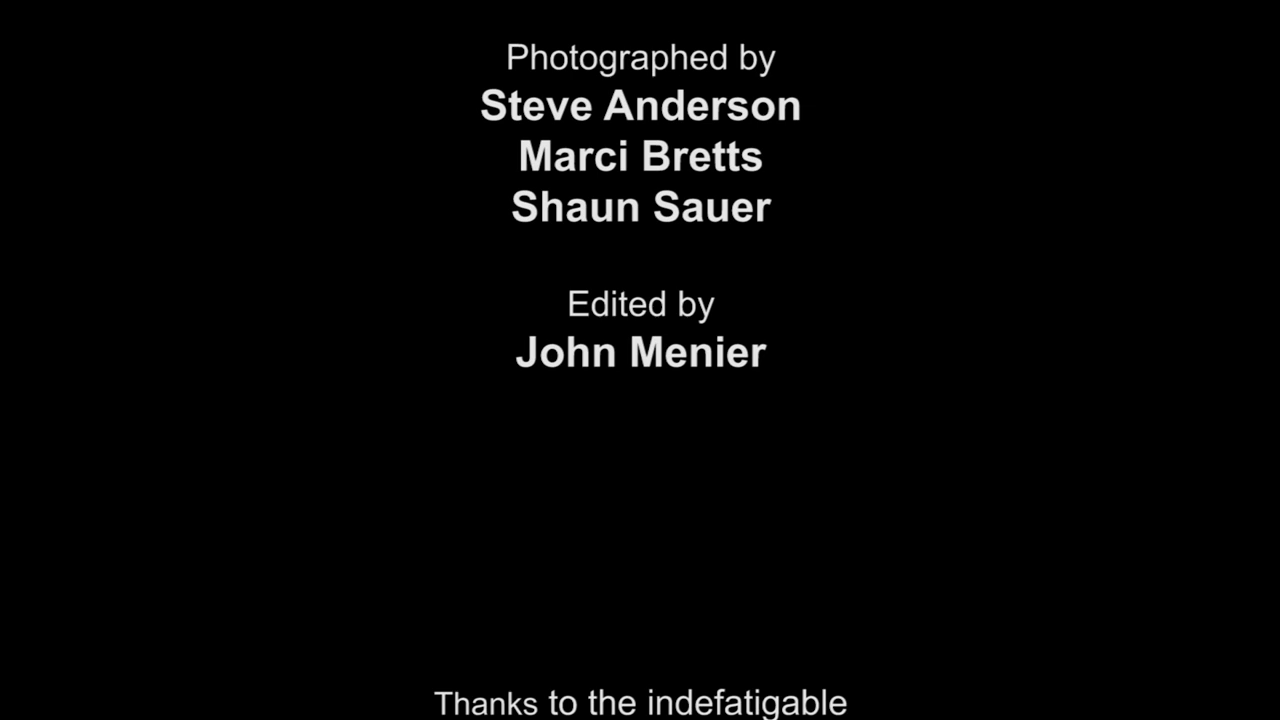 Photographed by
Steve Anderson
Marci Bretts
Shaun Sauer
Edited by
John Menier
Thanks to the indefatigable